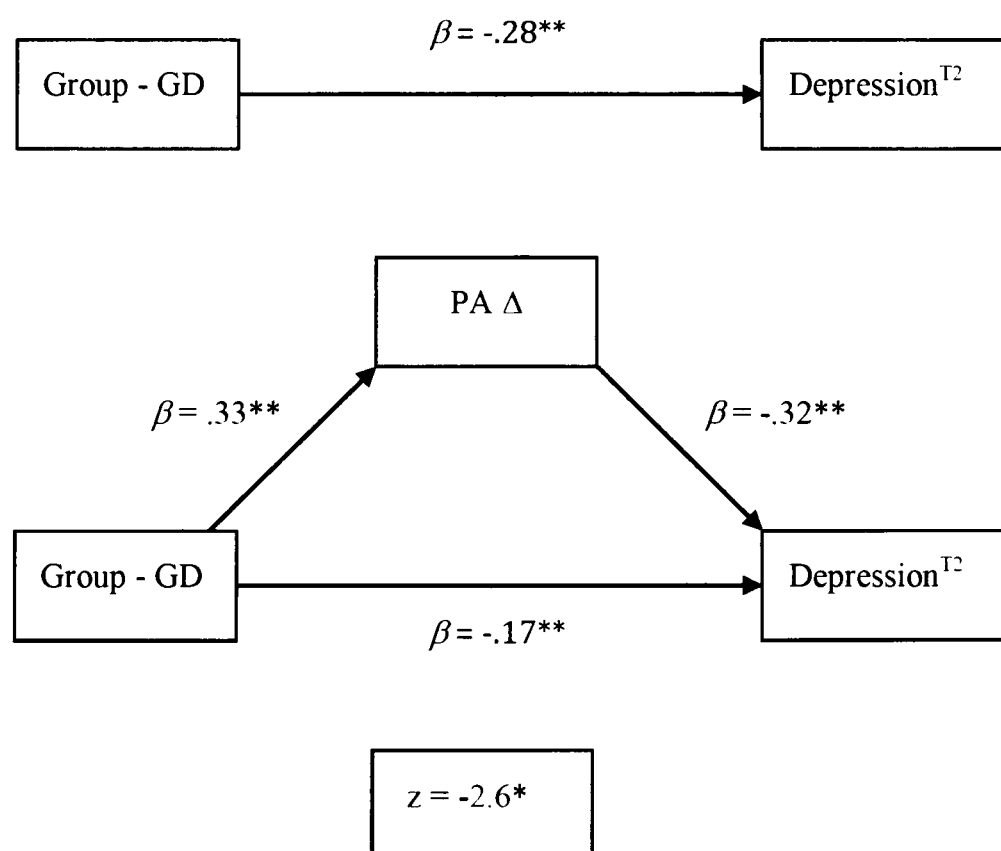 β = -.28**
Group - GD
Depression^T2
PA Δ
β = .33**
β = -.32**
Group - GD
Depression^T2
β = -.17**
z = -2.6*